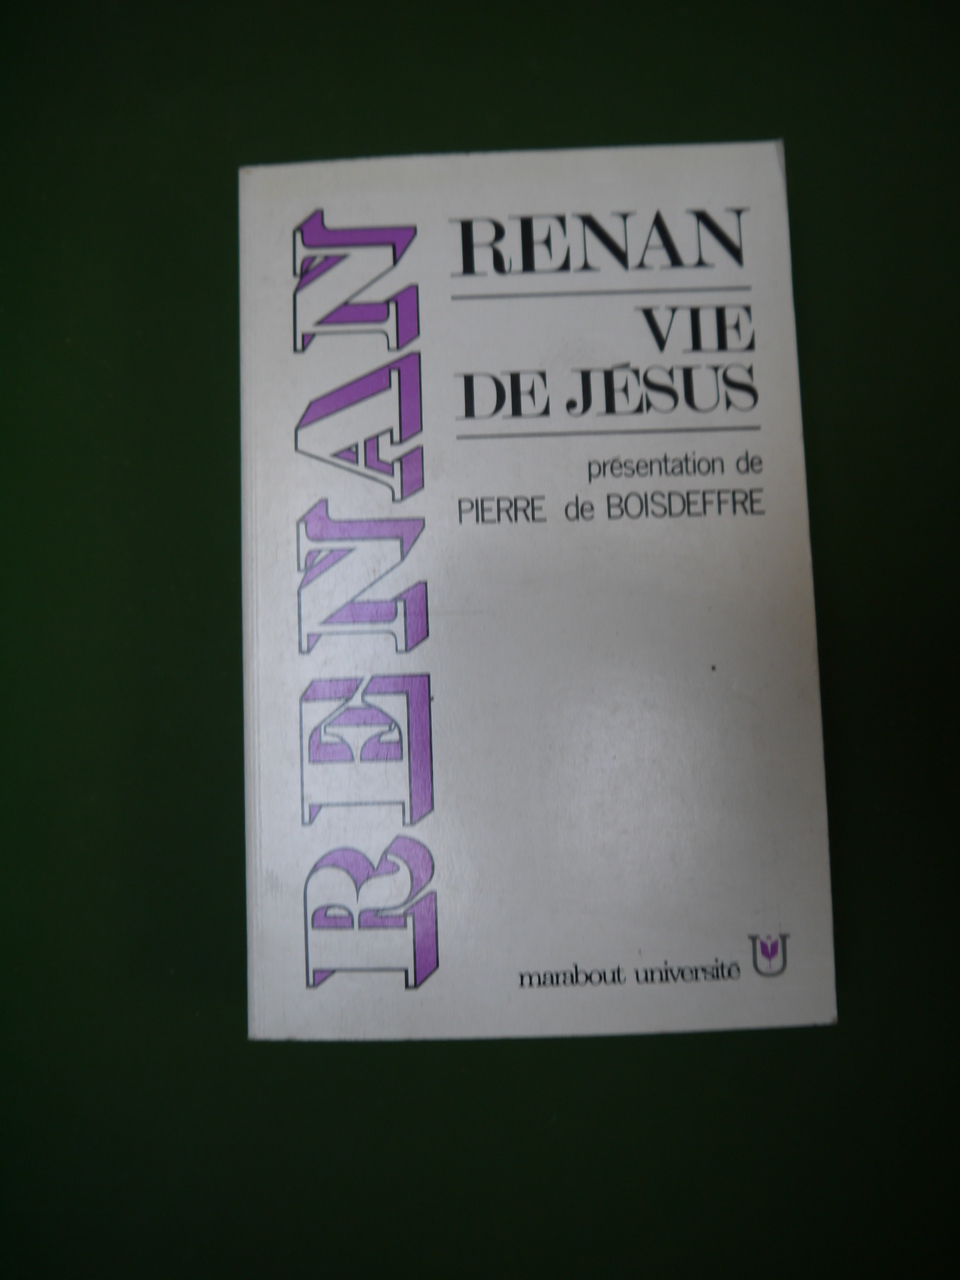 RENAN
RENAN
VIE
DE JÉSUS
présentation de
PIERRE de BOISDEFFRE
marabout université
U